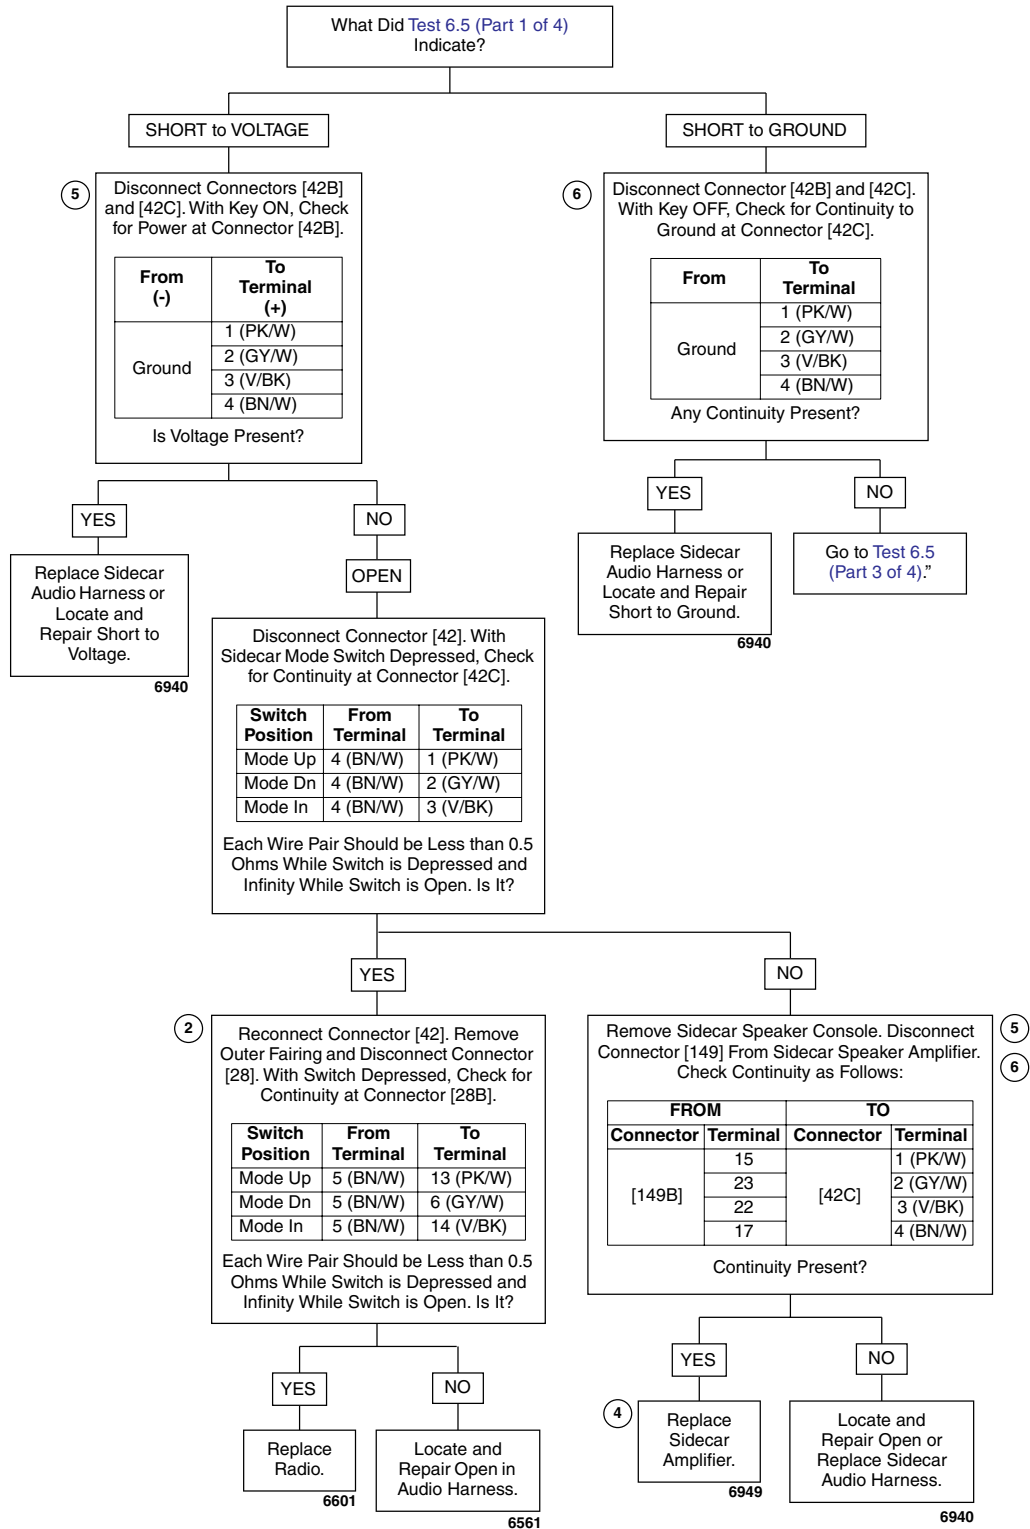 What Did Test 6.5 (Part 1 of 4)
Indicate?
SHORT to VOLTAGE
SHORT to GROUND
5
Disconnect Connectors [42B]
and [42C]. With Key ON, Check
for Power at Connector [42B].
From
(-)
To
Terminal
(+)
Ground
1 (PK/W)
2 (GY/W)
3 (V/BK)
4 (BN/W)
Is Voltage Present?
6
Disconnect Connector [42B] and [42C].
With Key OFF, Check for Continuity to
Ground at Connector [42C].
From
To
Terminal
Ground
1 (PK/W)
2 (GY/W)
3 (V/BK)
4 (BN/W)
Any Continuity Present?
YES
NO
YES
NO
Replace Sidecar
Audio Harness or
Locate and
Repair Short to
Voltage.
6940
OPEN
Replace Sidecar
Audio Harness or
Locate and Repair
Short to Ground.
6940
Go to Test 6.5
(Part 3 of 4).”
Disconnect Connector [42]. With
Sidecar Mode Switch Depressed, Check
for Continuity at Connector [42C].
Switch
Position
From
Terminal
To
Terminal
Mode Up 4 (BN/W) 1 (PK/W)
Mode Dn 4 (BN/W) 2 (GY/W)
Mode In 4 (BN/W) 3 (V/BK)
Each Wire Pair Should be Less than 0.5
Ohms While Switch is Depressed and
Infinity While Switch is Open. Is It?
YES
NO
2
Reconnect Connector [42]. Remove
Outer Fairing and Disconnect Connector
[28]. With Switch Depressed, Check for
Continuity at Connector [28B].
Switch
Position
From
Terminal
To
Terminal
Mode Up 5 (BN/W) 13 (PK/W)
Mode Dn 5 (BN/W) 6 (GY/W)
Mode In 5 (BN/W) 14 (V/BK)
Each Wire Pair Should be Less than 0.5
Ohms While Switch is Depressed and
Infinity While Switch is Open. Is It?
Remove Sidecar Speaker Console. Disconnect
Connector [149] From Sidecar Speaker Amplifier.
Check Continuity as Follows:
5
6
FROM TO
Connector Terminal Connector Terminal
[149B]
[42C]
15 1 (PK/W)
23 2 (GY/W)
22 3 (V/BK)
17 4 (BN/W)
Continuity Present?
YES
NO
YES
NO
Replace
Radio.
6601
Locate and
Repair Open in
Audio Harness.
6561
4
Replace
Sidecar
Amplifier.
6949
Locate and
Repair Open or
Replace Sidecar
Audio Harness.
6940